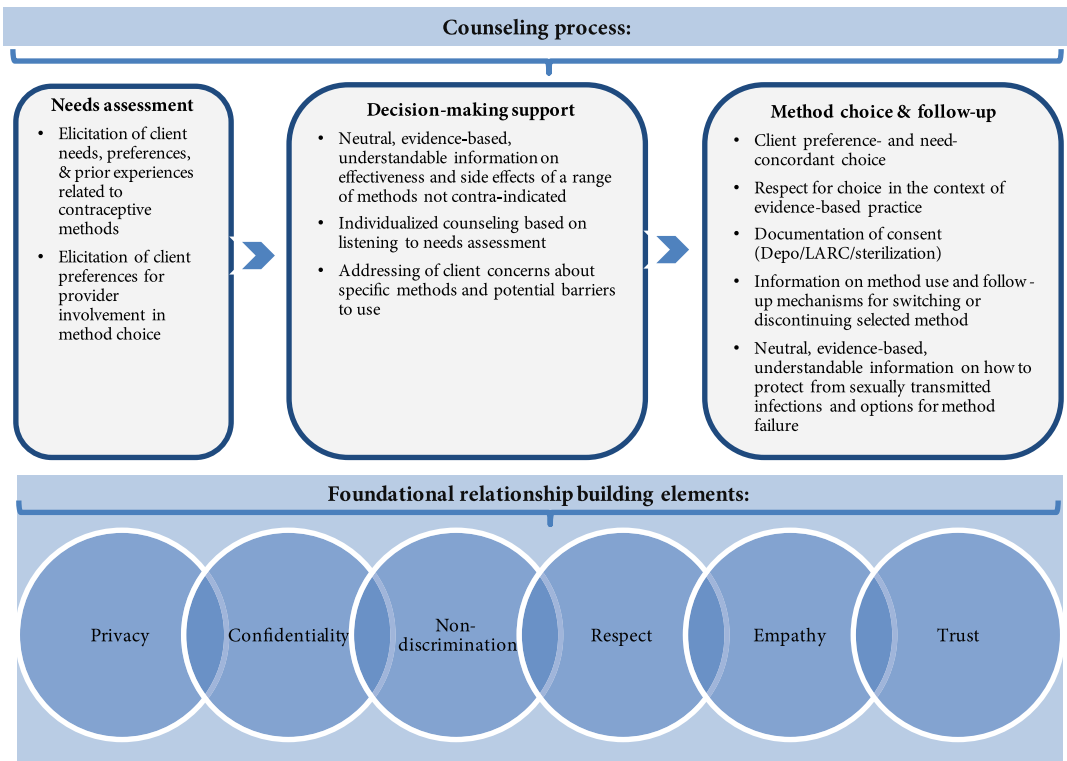 Counseling process:
Needs assessment
• Elicitation of client
needs, preferences,
& prior experiences
related to
contraceptive
methods
• Elicitation of client
preferences for
provider
involvement in
method choice
Decision-making support
• Neutral, evidence-based,
understandable information on
effectiveness and side effects of a range
of methods not contra-indicated
• Individualized counseling based on
listening to needs assessment
• Addressing of client concerns about
specific methods and potential barriers
to use
Method choice & follow-up
• Client preference- and need-
concordant choice
• Respect for choice in the context of
evidence-based practice
• Documentation of consent
(Depo/LARC/sterilization)
• Information on method use and follow-
up mechanisms for switching or
discontinuing selected method
• Neutral, evidence-based,
understandable information on how to
protect from sexually transmitted
infections and options for method
failure
Foundational relationship building elements:
Privacy
Confidentiality
Non-
discrimination
Respect
Empathy
Trust